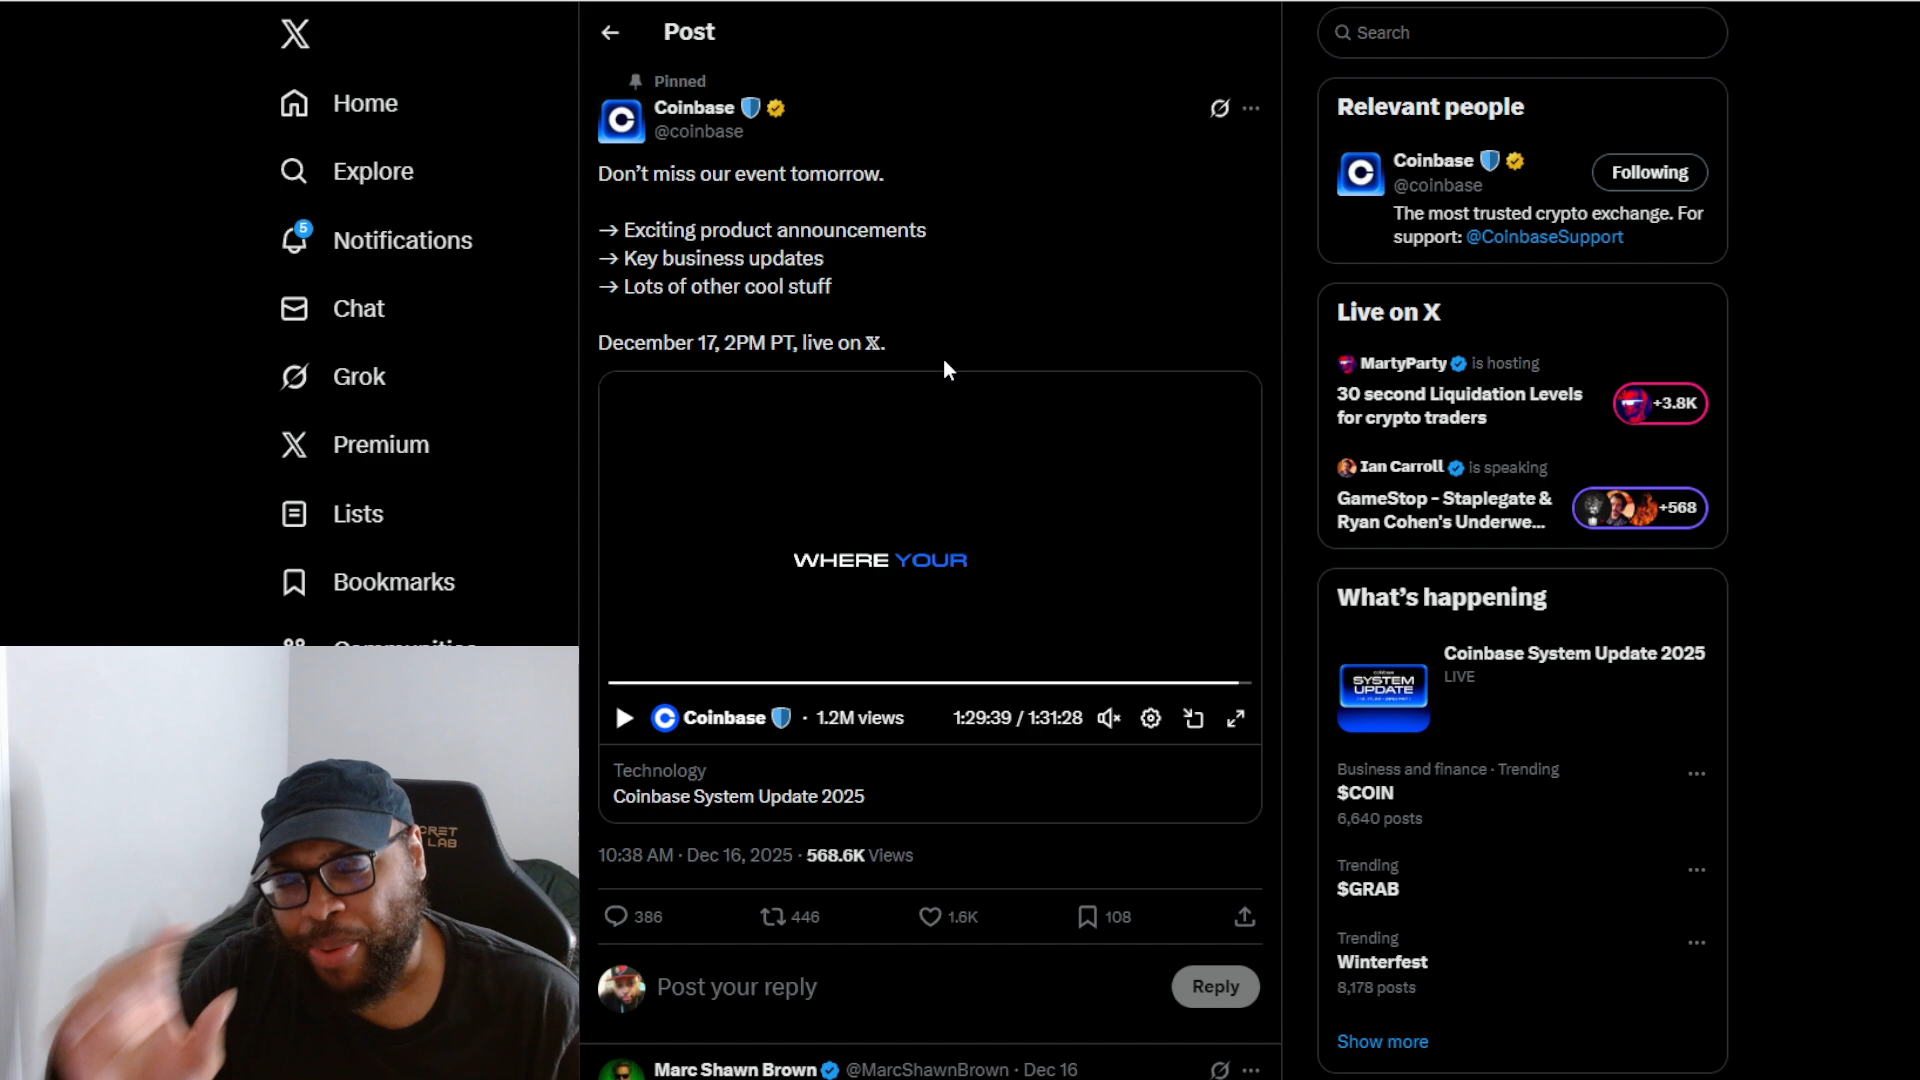 Home
Explore
5
Notifications
Chat
Grok
Premium
Lists
Bookmarks
Communities
Post
Pinned
Coinbase
@coinbase
Don’t miss our event tomorrow.
→ Exciting product announcements
→ Key business updates
→ Lots of other cool stuff
December 17, 2PM PT, live on 𝕏.
WHERE YOUR
Coinbase · 1.2M views
1:29:39 / 1:31:28
Technology
Coinbase System Update 2025
10:38 AM · Dec 16, 2025 · 568.6K Views
386
446
1.6K
108
Post your reply
Reply
Marc Shawn Brown @MarcShawnBrown · Dec 16
Search
Relevant people
Coinbase
@coinbase
Following
The most trusted crypto exchange. For
support: @CoinbaseSupport
Live on X
MartyParty is hosting
30 second Liquidation Levels
for crypto traders
+3.8K
Ian Carroll is speaking
GameStop - Staplegate &
Ryan Cohen's Underwe...
+568
What’s happening
Coinbase System Update 2025
LIVE
SYSTEM
UPDATE
Business and finance · Trending
$COIN
6,640 posts
Trending
$GRAB
Trending
Winterfest
8,178 posts
Show more
CRET
LAB